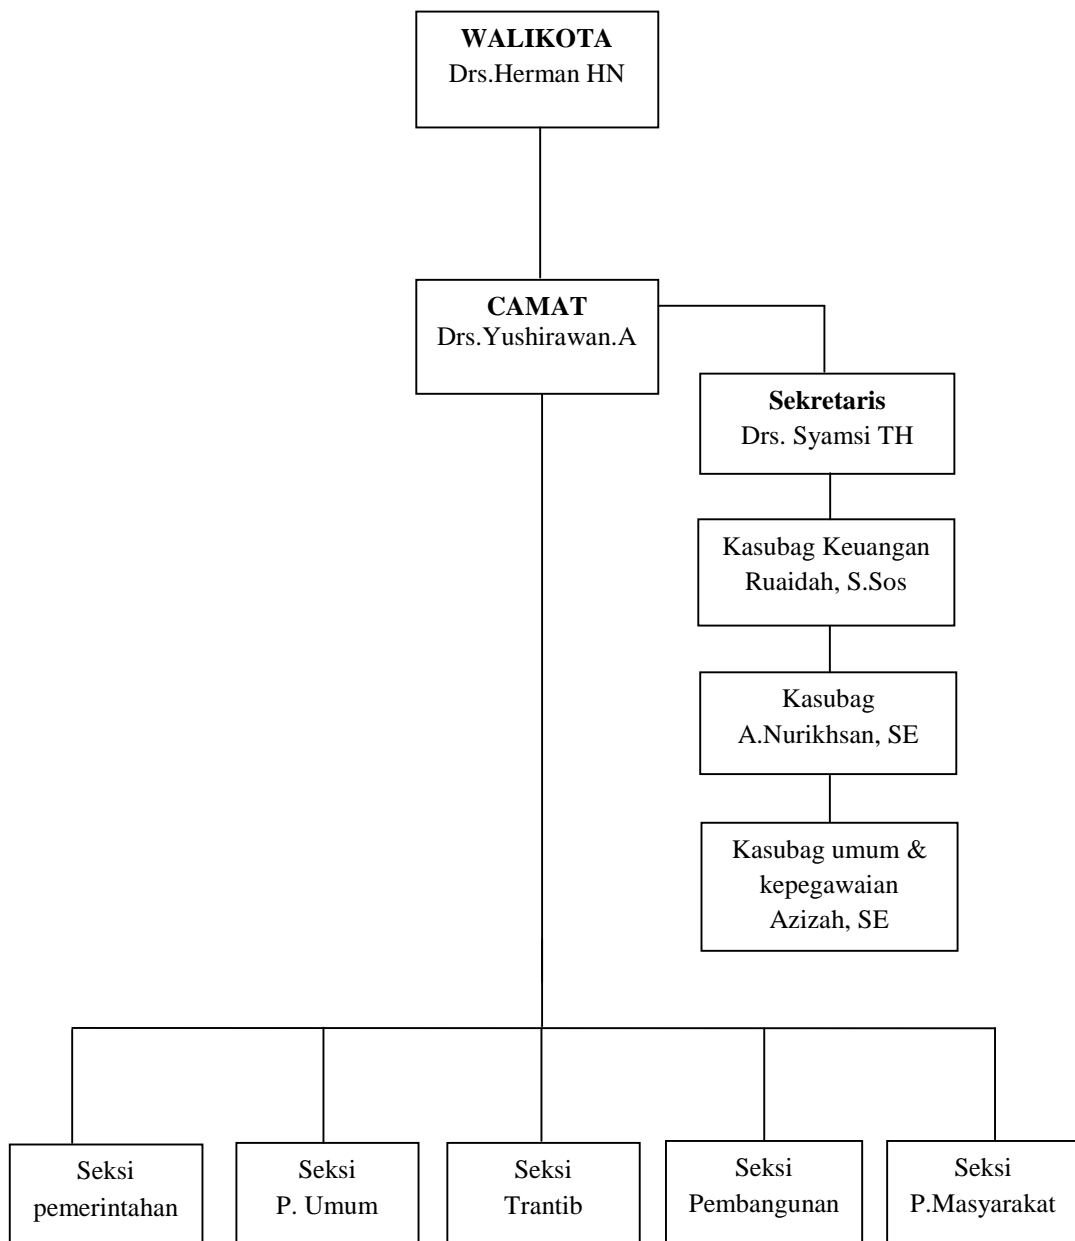 WALIKOTA
Drs.Herman HN
CAMAT
Drs.Yushirawan.A
Sekretaris
Drs. Syamsi TH
Kasubag Keuangan
Ruaidah, S.Sos
Kasubag
A.Nurikhsan, SE
Kasubag umum &
kepegawaian
Azizah, SE
Seksi
pemerintahan
Seksi
P. Umum
Seksi
Trantib
Seksi
Pembangunan
Seksi
P.Masyarakat